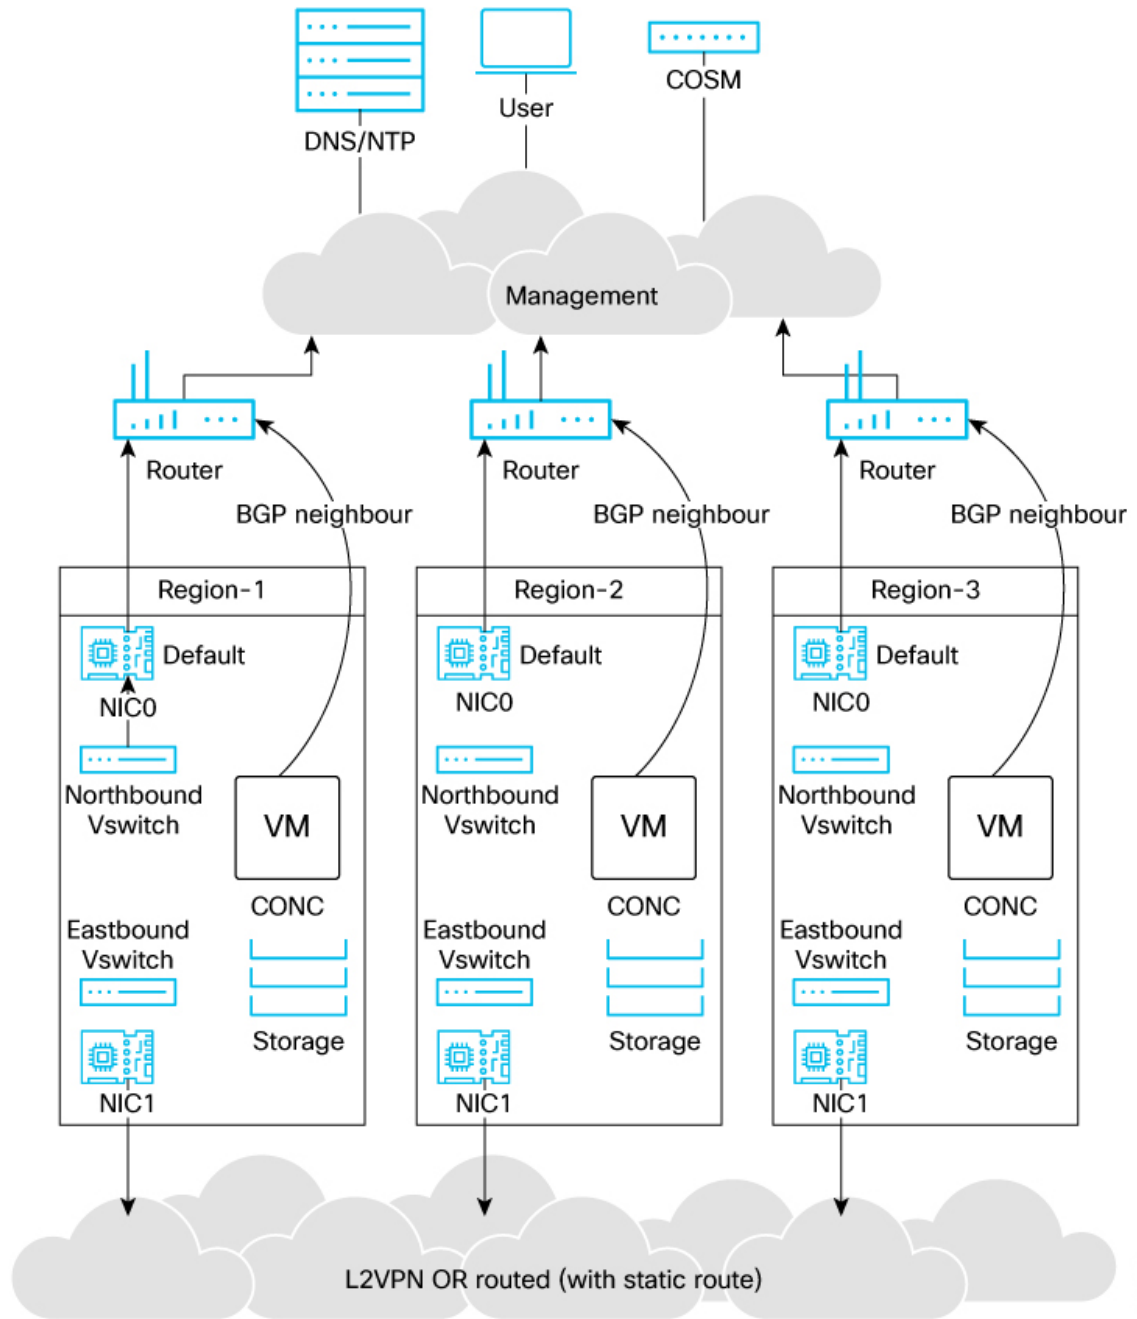 DNS/NTP
User
COSM
Management
Router
Router
Router
BGP neighbour
BGP neighbour
BGP neighbour
Region-1
Region-2
Region-3
Default
NIC0
Northbound
Vswitch
VM
CONC
Eastbound
Vswitch
Storage
NIC1
Default
NIC0
Northbound
Vswitch
VM
CONC
Eastbound
Vswitch
Storage
NIC1
Default
NIC0
Northbound
Vswitch
VM
CONC
Eastbound
Vswitch
Storage
NIC1
L2VPN OR routed (with static route)